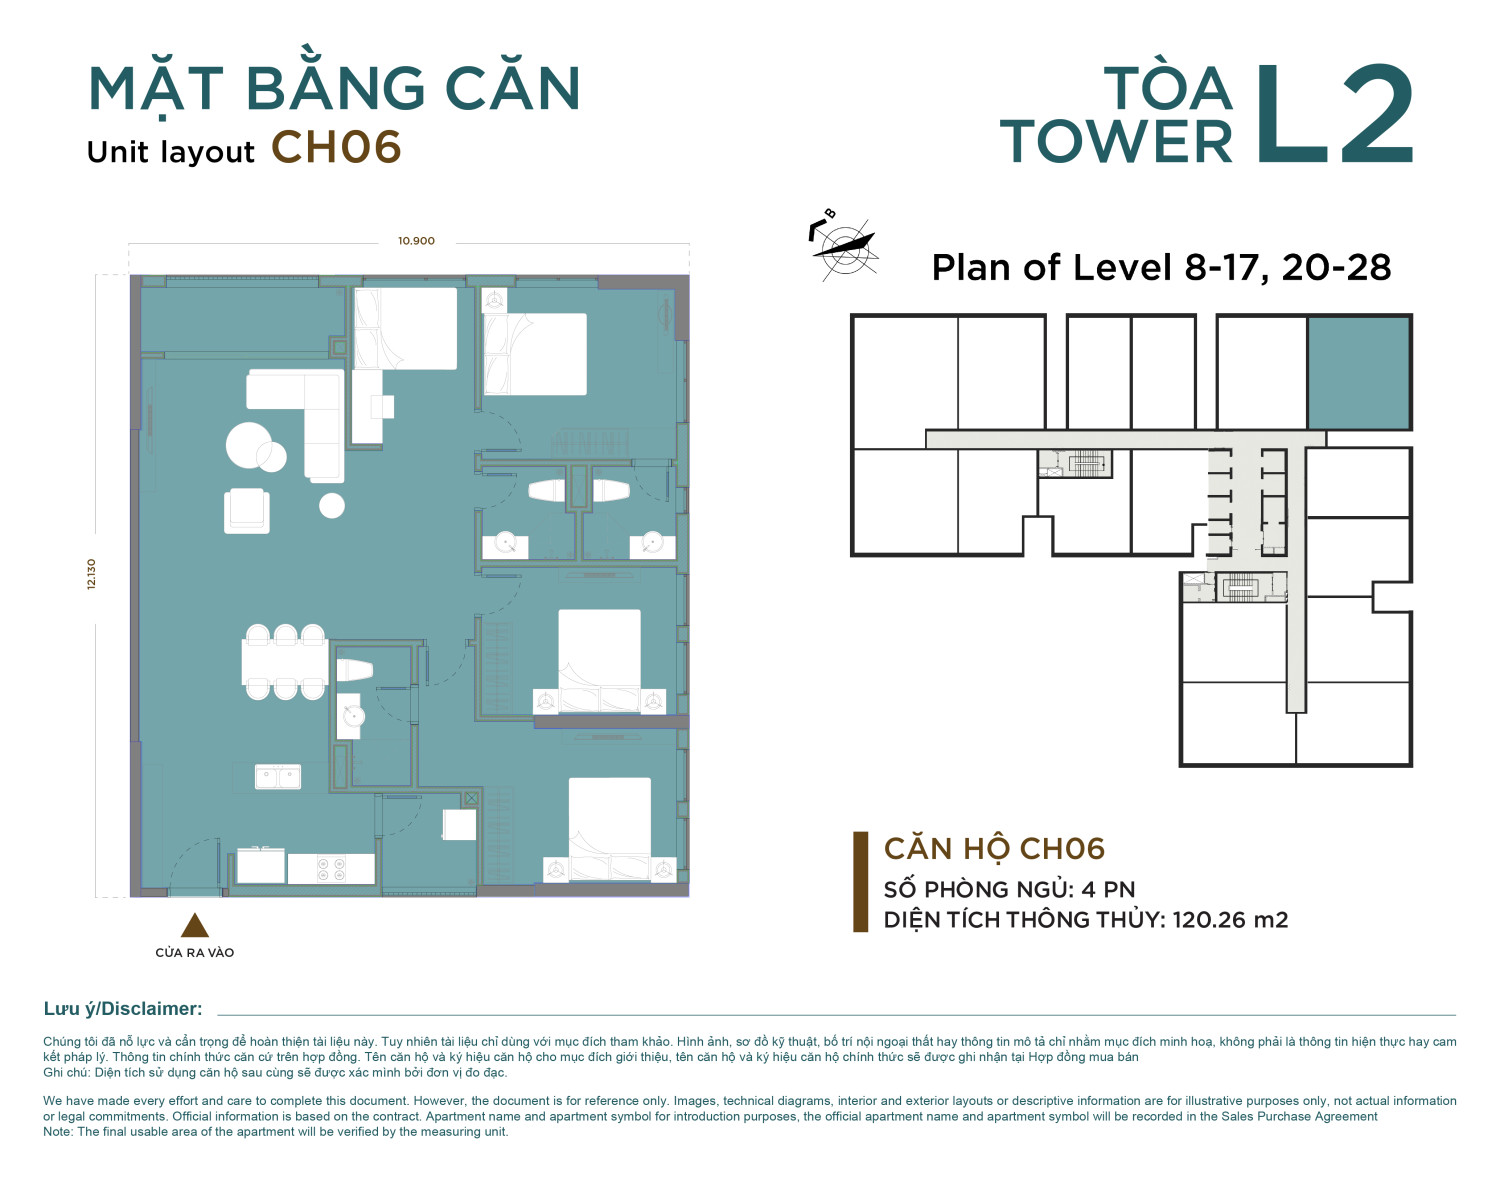 MẶT BẰNG CĂN
Unit layout CH06
TÒA
TOWER
L2
B
Plan of Level 8-17, 20-28
10.900
12.130
CỬA RA VÀO
CĂN HỘ CH06
SỐ PHÒNG NGỦ: 4 PN
DIỆN TÍCH THÔNG THỦY: 120.26 m2
Lưu ý/Disclaimer:
Chúng tôi đã nỗ lực và cẩn trọng để hoàn thiện tài liệu này. Tuy nhiên tài liệu chỉ dùng với mục đích tham khảo. Hình ảnh, sơ đồ kỹ thuật, bố trí nội ngoại thất hay thông tin mô tả chỉ nhằm mục đích minh hoạ, không phải là thông tin hiện thực hay cam
kết pháp lý. Thông tin chính thức căn cứ trên hợp đồng. Tên căn hộ và ký hiệu căn hộ cho mục đích giới thiệu, tên căn hộ và ký hiệu căn hộ chính thức sẽ được ghi nhận tại Hợp đồng mua bán
Ghi chú: Diện tích sử dụng căn hộ sau cùng sẽ được xác minh bởi đơn vị đo đạc.
We have made every effort and care to complete this document. However, the document is for reference only. Images, technical diagrams, interior and exterior layouts or descriptive information are for illustrative purposes only, not actual information
or legal commitments. Official information is based on the contract. Apartment name and apartment symbol for introduction purposes, the official apartment name and apartment symbol will be recorded in the Sales Purchase Agreement
Note: The final usable area of the apartment will be verified by the measuring unit.